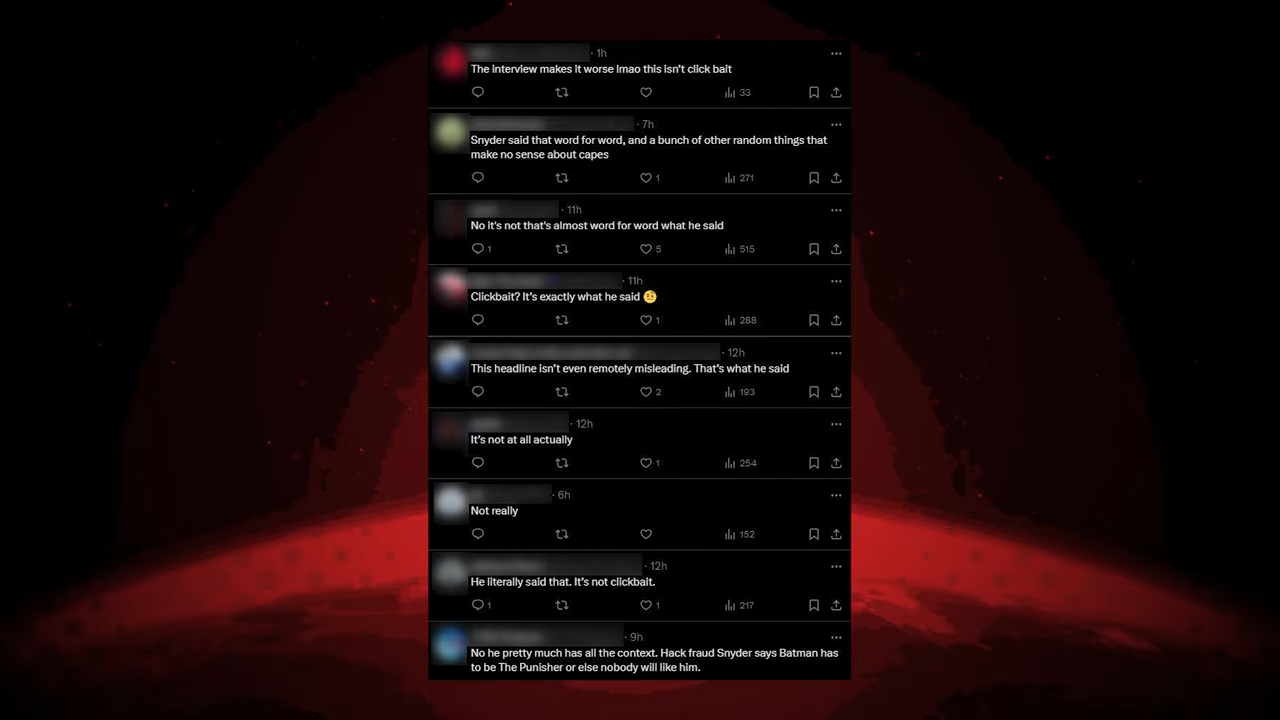 · 1h
The interview makes it worse lmao this isn't click bait
33
· 7h
Snyder said that word for word, and a bunch of other random things that
make no sense about capes
1 271
· 11h
No it's not that's almost word for word what he said
1 5 515
· 11h
Clickbait? It's exactly what he said 🤨
1 288
· 12h
This headline isn't even remotely misleading. That's what he said
2 193
· 12h
It's not at all actually
1 254
· 6h
Not really
152
· 12h
He literally said that. It's not clickbait.
1 1 217
· 9h
No he pretty much has all the context. Hack fraud Snyder says Batman has
to be The Punisher or else nobody will like him.